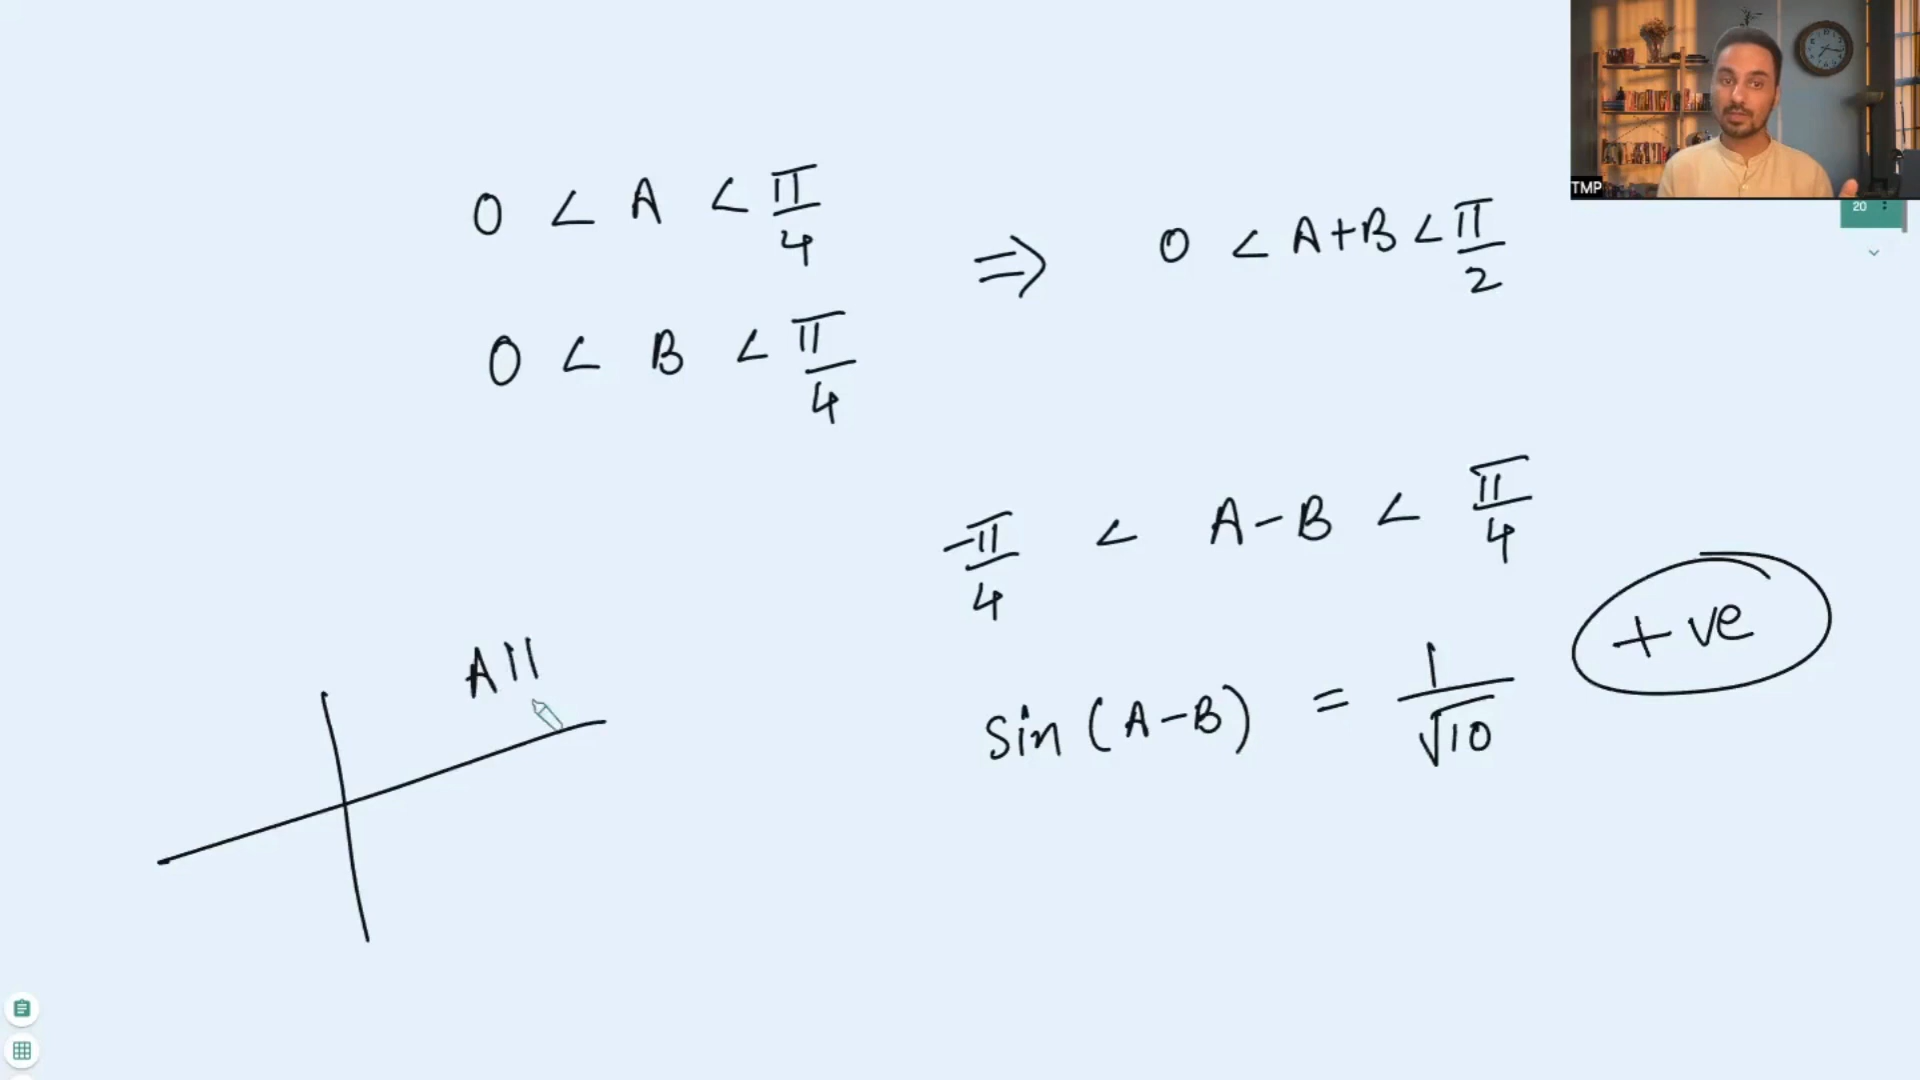 0 < A < π/4
0 < B < π/4
⇒ 0 < A+B < π/2
-π/4 < A-B < π/4
sin (A-B) = 1/√10
+ve
All
TMP
20